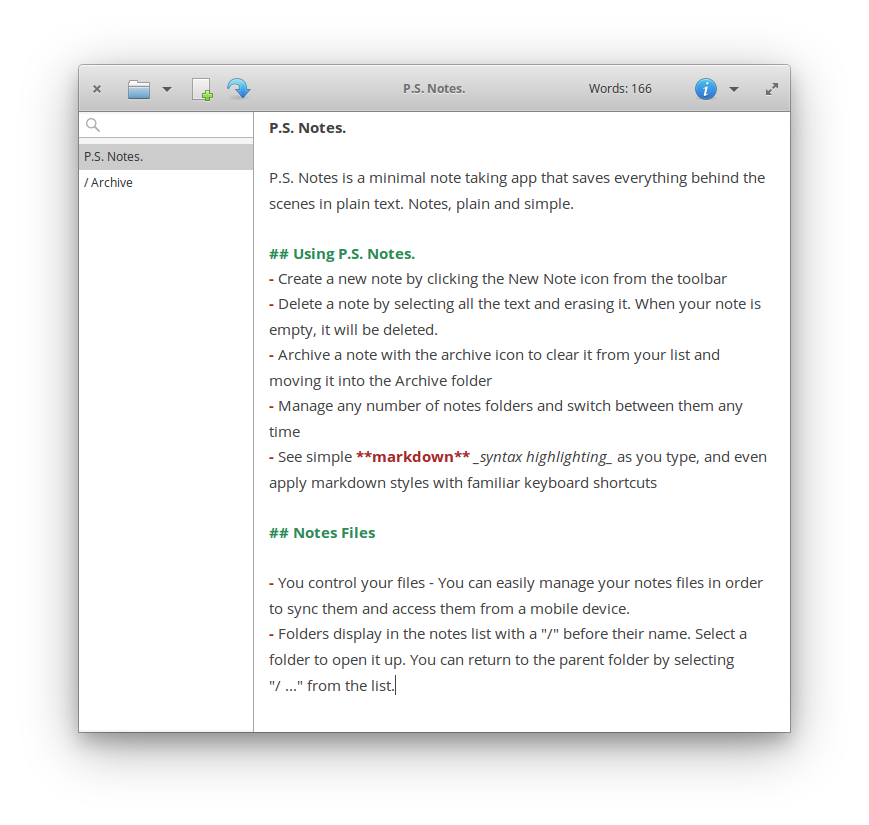 P.S. Notes.
Words: 166
P.S. Notes.
/ Archive
P.S. Notes.
P.S. Notes is a minimal note taking app that saves everything behind the
scenes in plain text. Notes, plain and simple.
## Using P.S. Notes.
- Create a new note by clicking the New Note icon from the toolbar
- Delete a note by selecting all the text and erasing it. When your note is
empty, it will be deleted.
- Archive a note with the archive icon to clear it from your list and
moving it into the Archive folder
- Manage any number of notes folders and switch between them any
time
- See simple **markdown** _syntax highlighting_ as you type, and even
apply markdown styles with familiar keyboard shortcuts
## Notes Files
- You control your files - You can easily manage your notes files in order
to sync them and access them from a mobile device.
- Folders display in the notes list with a "/" before their name. Select a
folder to open it up. You can return to the parent folder by selecting
"/ ..." from the list.